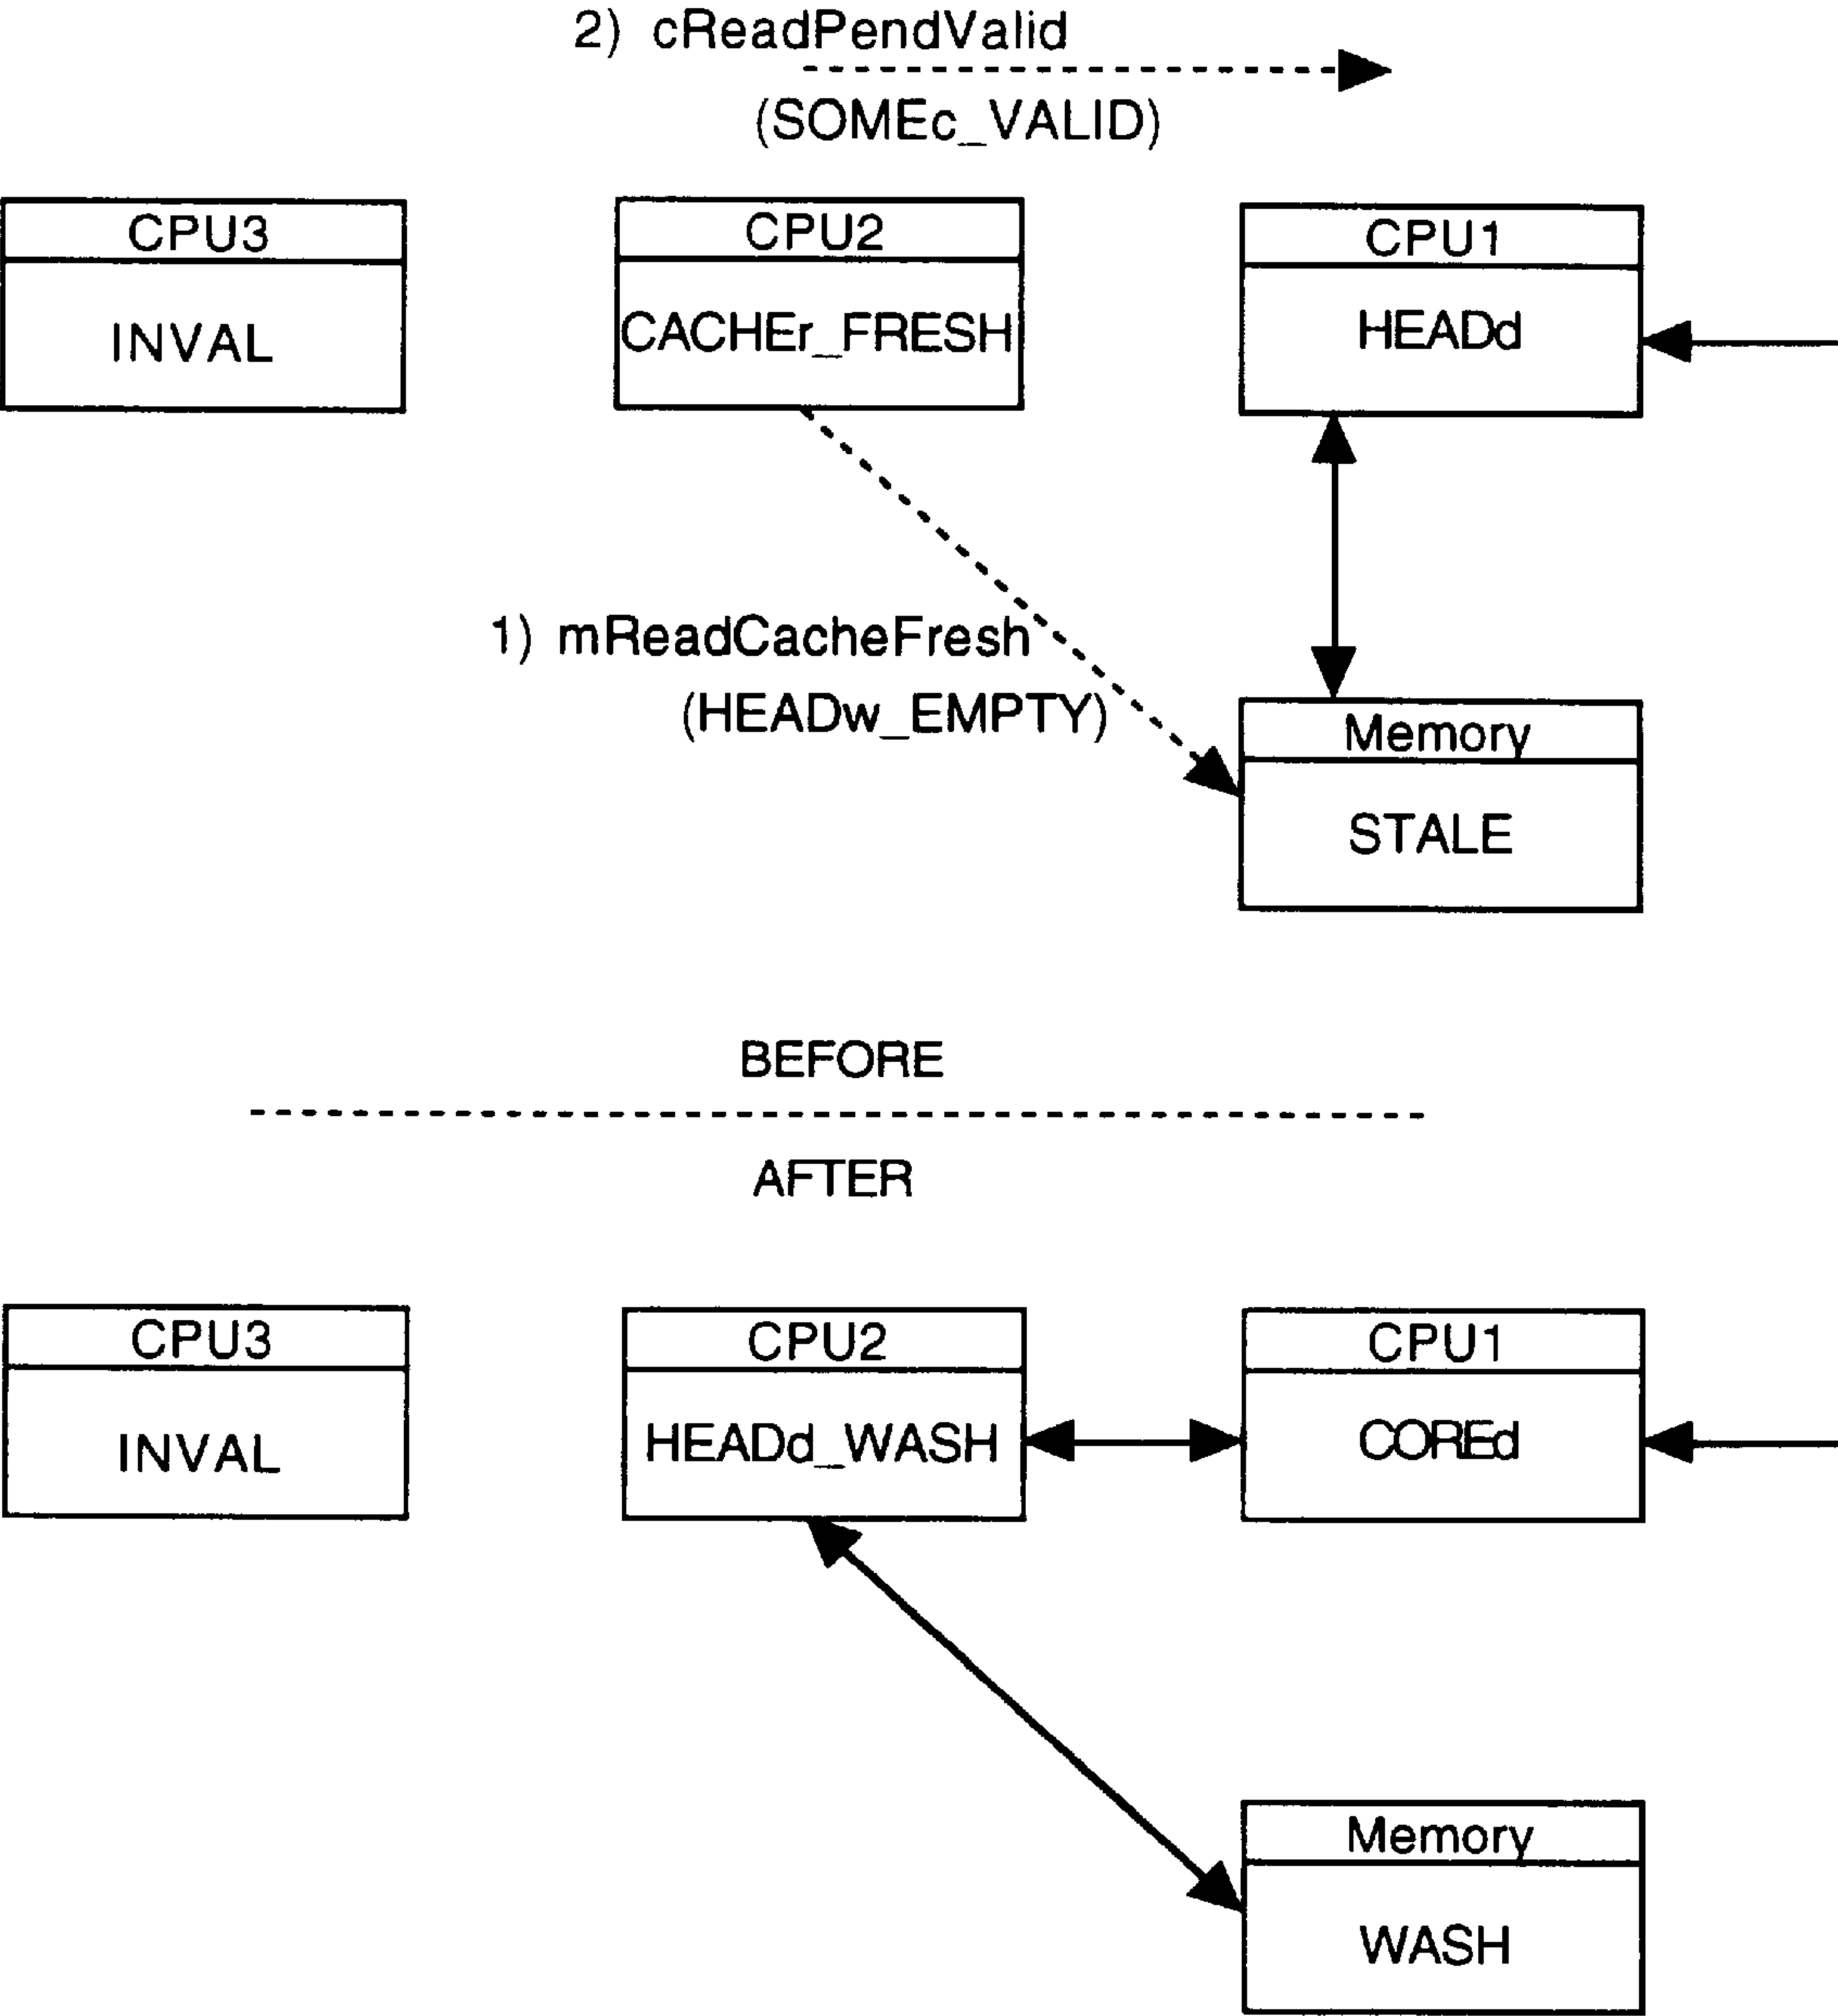 2) cReadPendValid
(SOMEc_VALID)
CPU3
CPU2
CPU1
INVAL
CACHEr_FRESH
HEADd
1) mReadCacheFresh
(HEADw_EMPTY)
Memory
STALE
BEFORE
AFTER
CPU3
CPU2
CPU1
INVAL
HEADd_WASH
COREd
Memory
WASH